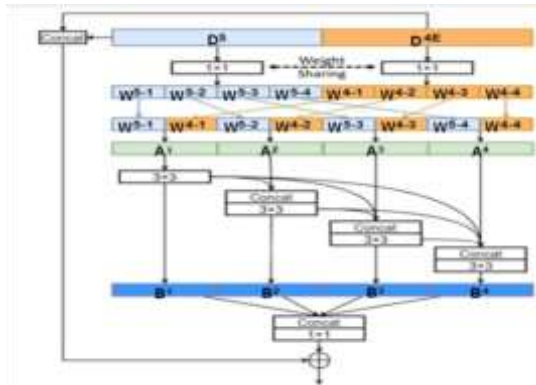 Concat D⁵ D⁴ᴱ
1×1 Weight Sharing 1×1
W⁵⁻¹ W⁵⁻² W⁵⁻³ W⁵⁻⁴ W⁴⁻¹ W⁴⁻² W⁴⁻³ W⁴⁻⁴
W⁵⁻¹ W⁴⁻¹ W⁵⁻² W⁴⁻² W⁵⁻³ W⁴⁻³ W⁵⁻⁴ W⁴⁻⁴
A¹ A² A³ A⁴
3×3
Concat
3×3
Concat
3×3
Concat
3×3
B¹ B² B³ B⁴
Concat
1×1